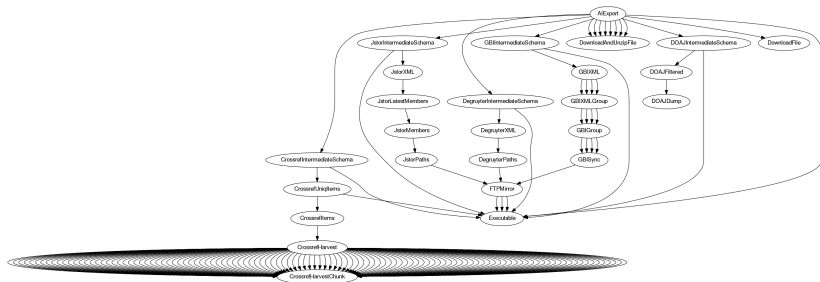 AIExport
JstorIntermediateSchema
GBIIntermediateSchema
DownloadAndUnzipFile
DOAJIntermediateSchema
DownloadFile
JstorXML
GBIXML
DOAJFiltered
JstorLatestMembers
DegruyterIntermediateSchema
GBIXMLGroup
DOAJDump
JstorMembers
DegruyterXML
GBIGroup
CrossrefIntermediateSchema
JstorPaths
DegruyterPaths
GBISync
CrossrefUniqItems
FTPMirror
CrossrefItems
Executable
CrossrefHarvest
CrossrefHarvestChunk